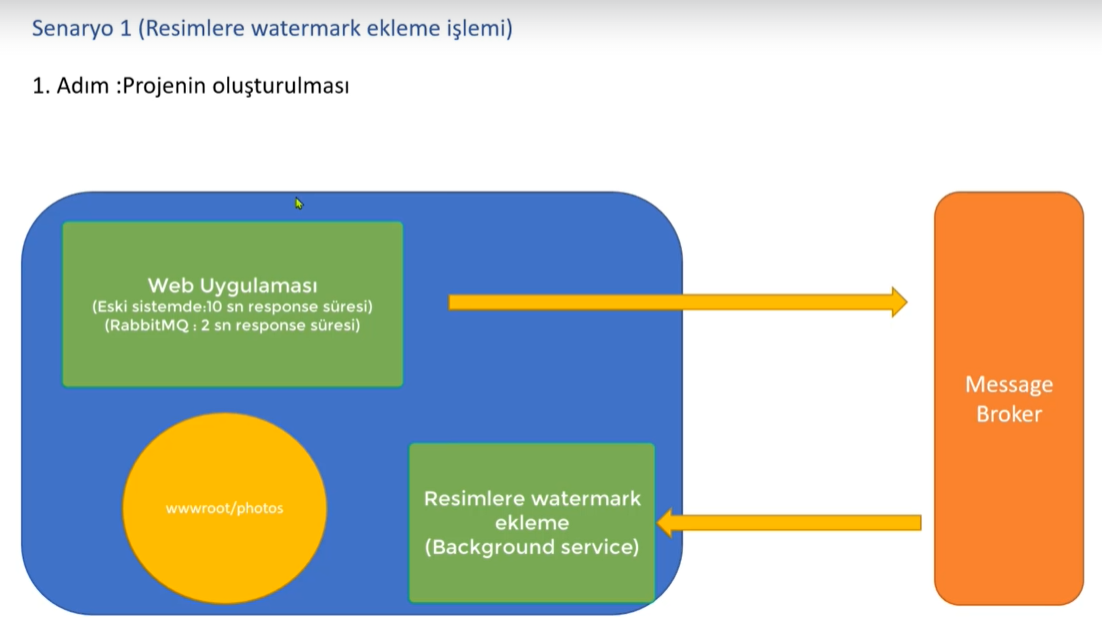 Senaryo 1 (Resimlere watermark ekleme işlemi)
1. Adım :Projenin oluşturulması
Web Uygulaması
(Eski sistemde:10 sn response süresi)
(RabbitMQ : 2 sn response süresi)
Message
Broker
wwwroot/photos
Resimlere watermark
ekleme
(Background service)